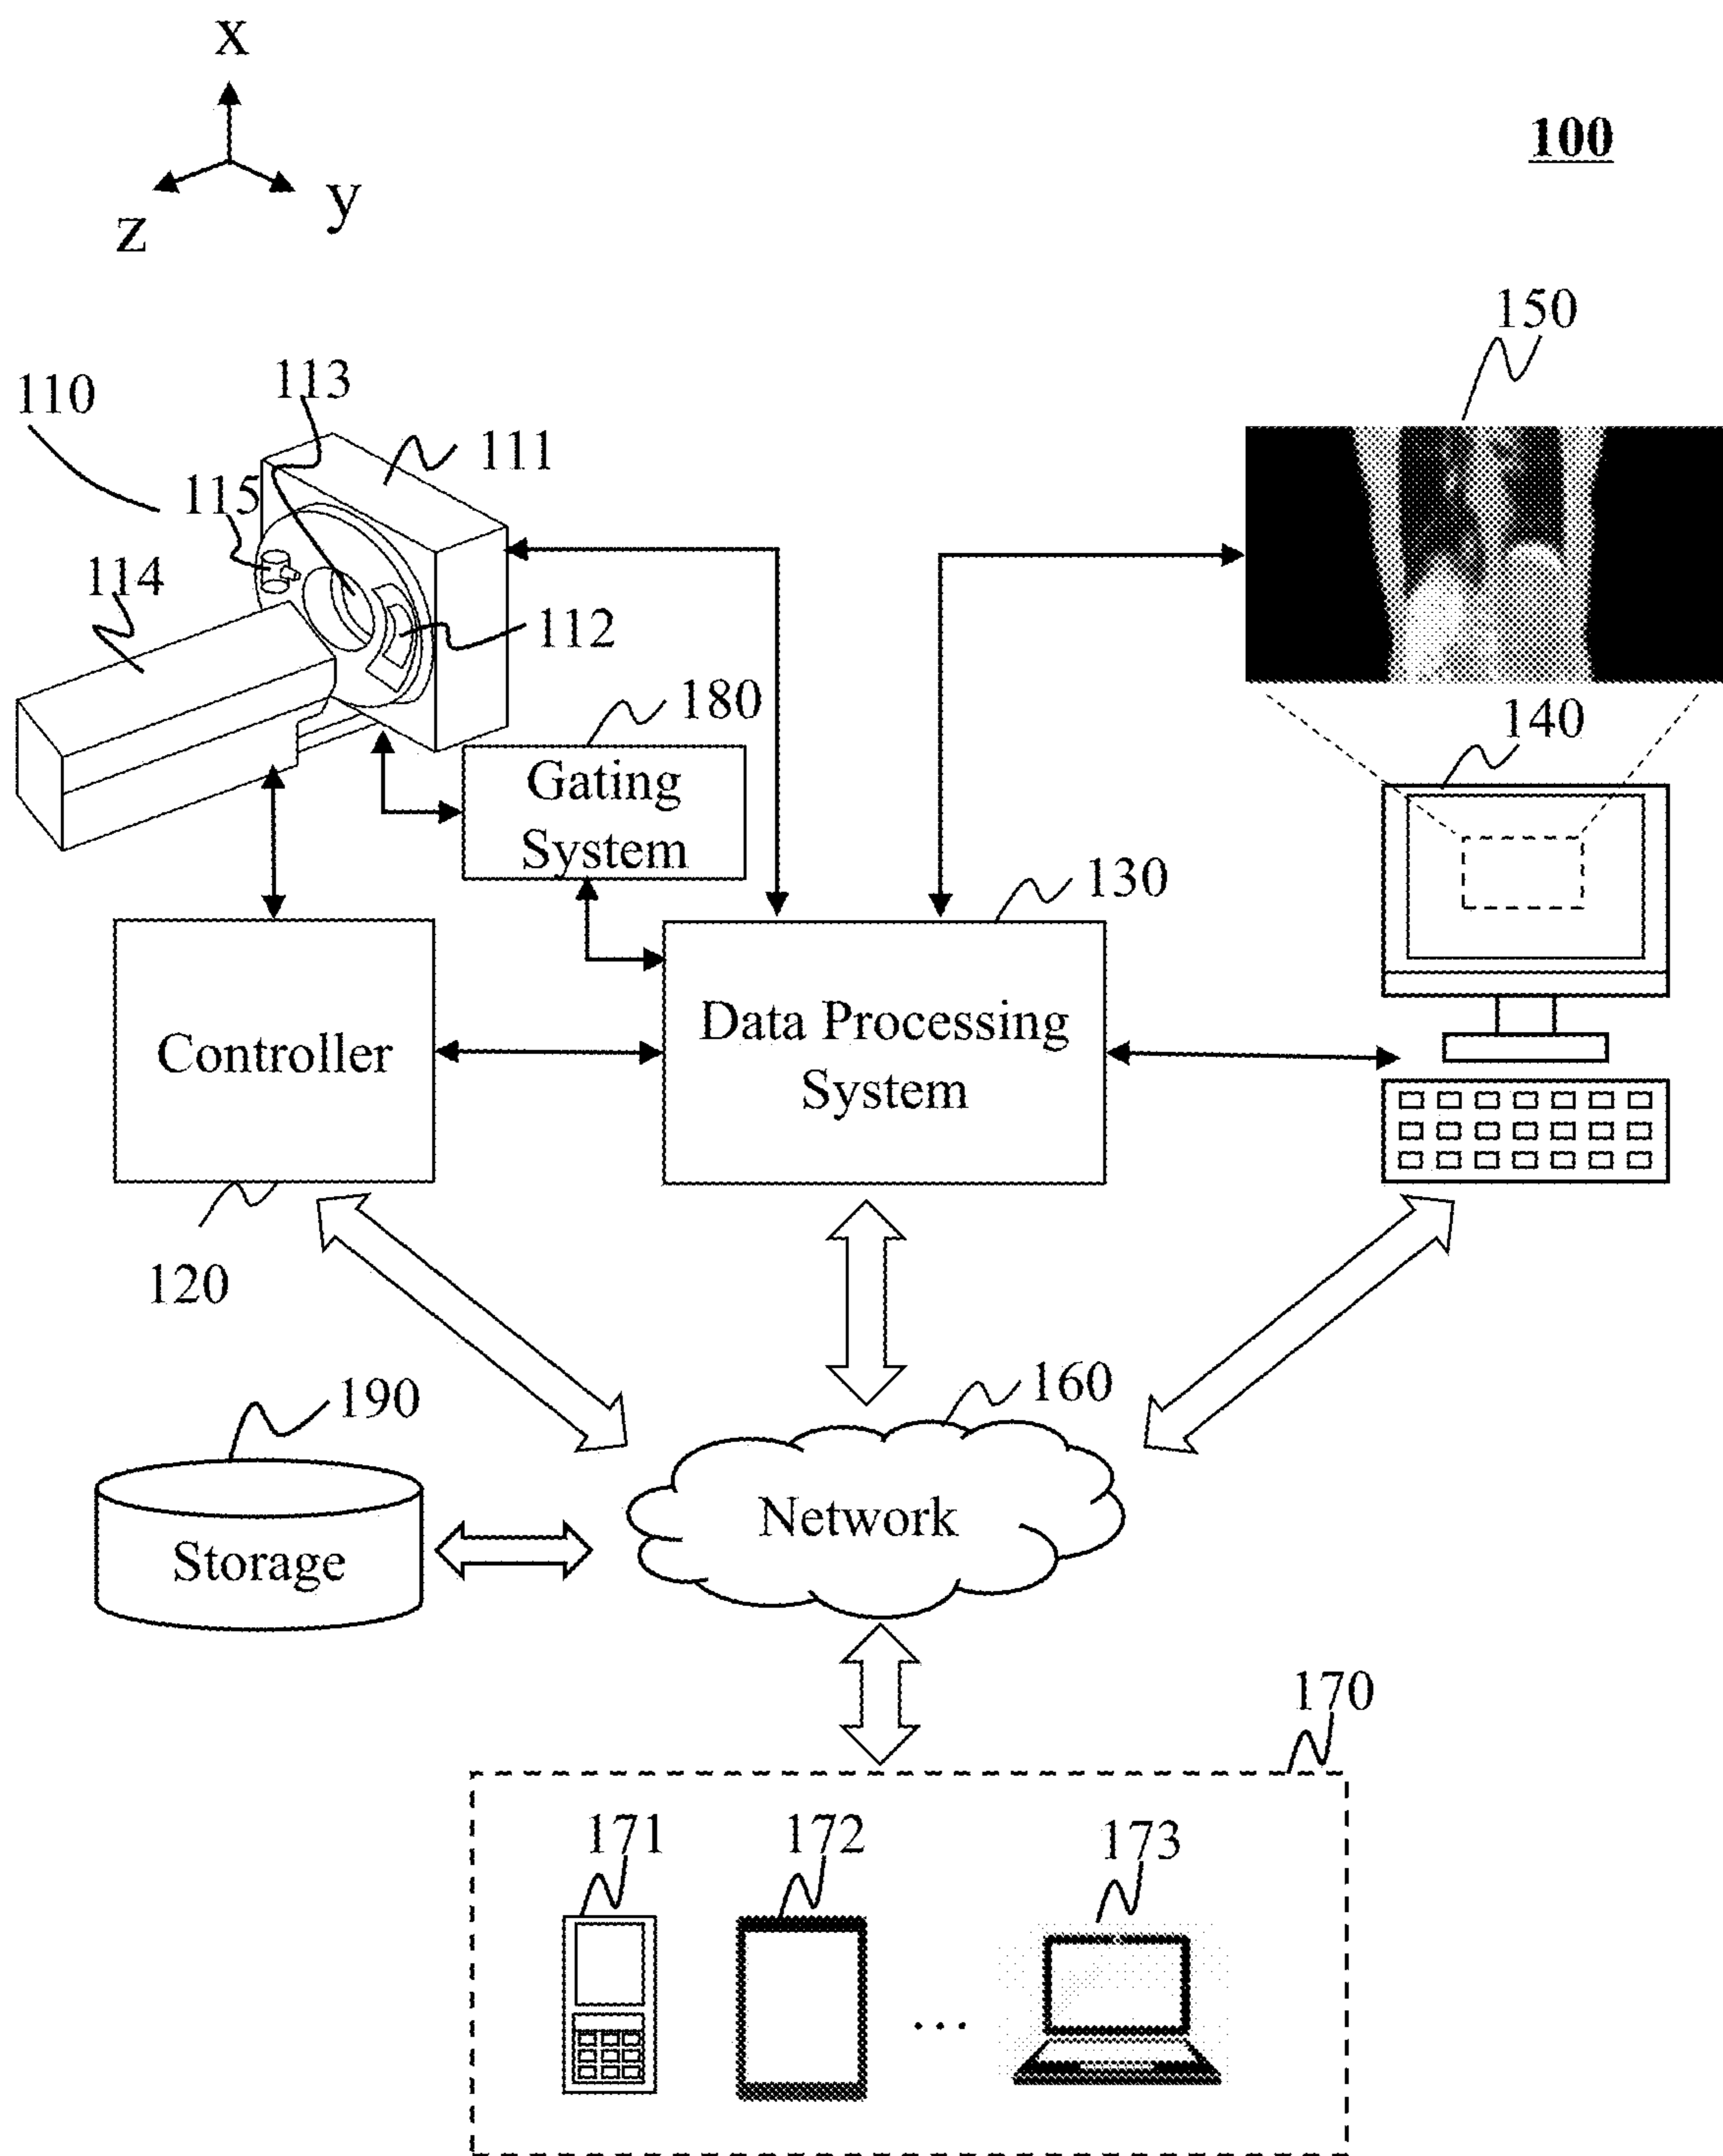 x
100
y
z
150
113
110
111
115
114
112
180
140
Gating
System
130
Data Processing
System
Controller
120
160
190
Network
Storage
170
171
172
173
...